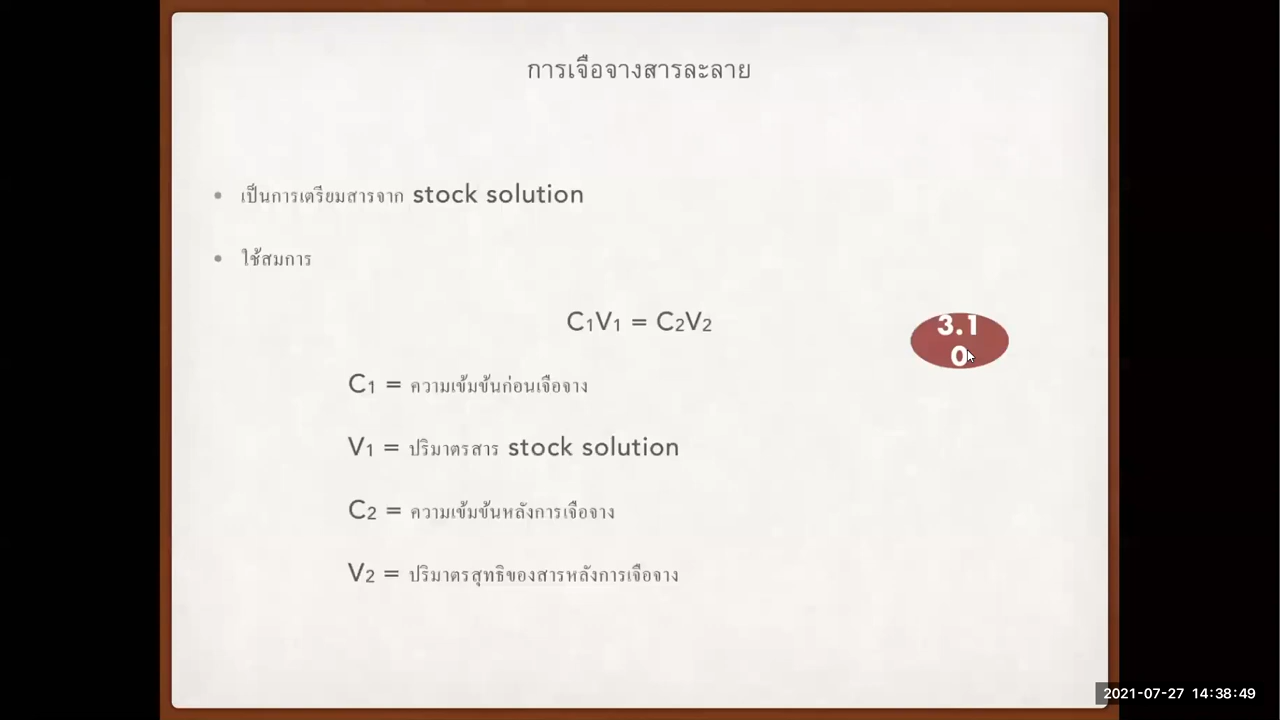 การเจือจางสารละลาย
• เป็นการเตรียมสารจาก stock solution
• ใช้สมการ
C₁V₁ = C₂V₂
3.1
0
C₁ = ความเข้มข้นก่อนเจือจาง
V₁ = ปริมาตรสาร stock solution
C₂ = ความเข้มข้นหลังการเจือจาง
V₂ = ปริมาตรสุทธิของสารหลังการเจือจาง
2021-07-27 14:38:49